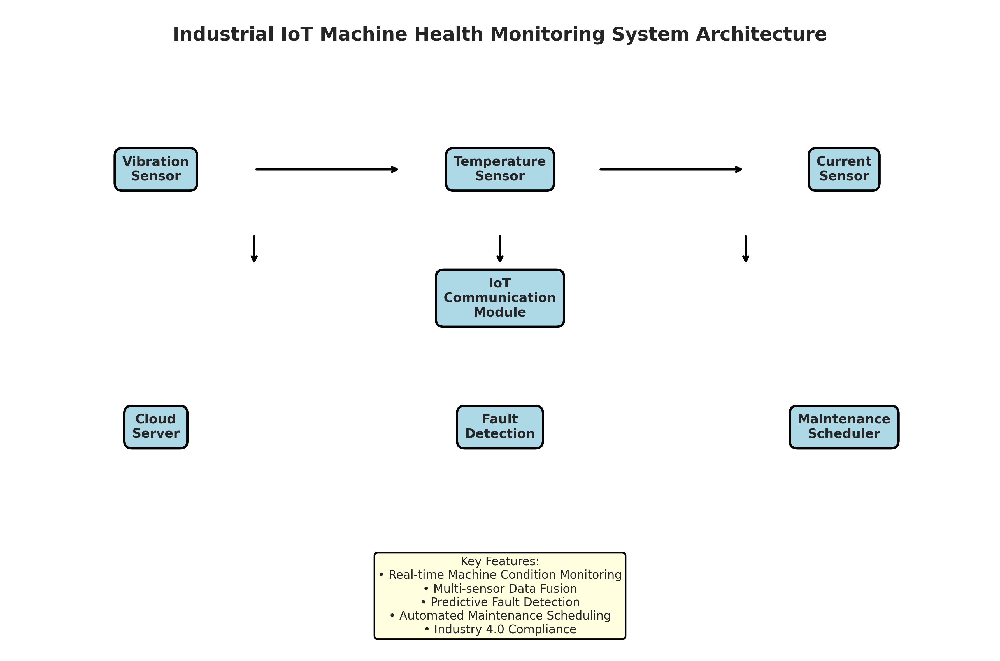 Industrial IoT Machine Health Monitoring System Architecture
Vibration
Sensor
Temperature
Sensor
Current
Sensor
IoT
Communication
Module
Cloud
Server
Fault
Detection
Maintenance
Scheduler
Key Features:
• Real-time Machine Condition Monitoring
• Multi-sensor Data Fusion
• Predictive Fault Detection
• Automated Maintenance Scheduling
• Industry 4.0 Compliance